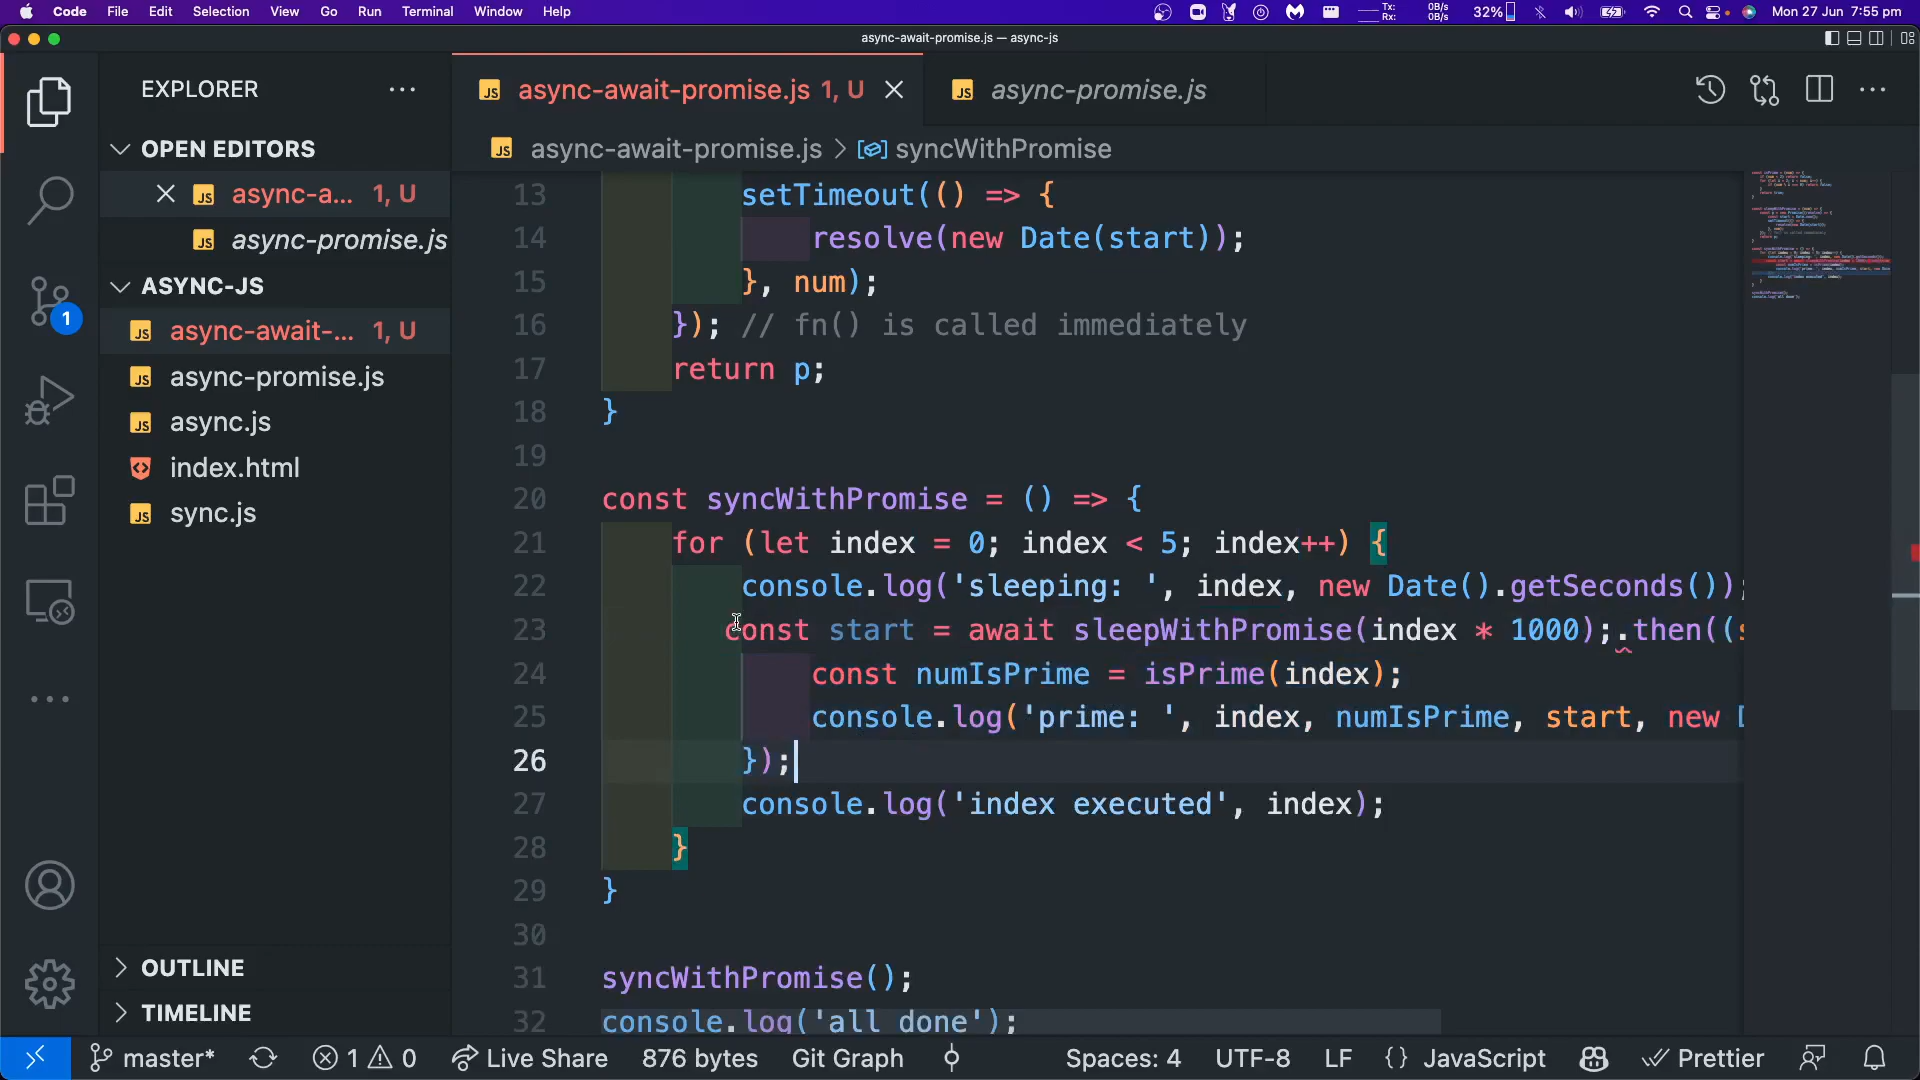 Code File Edit Selection View Go Run Terminal Window Help Tx: Rx: 0B/s 0B/s 32% Mon 27 Jun 7:55 pm
async-await-promise.js — async-js
EXPLORER
OPEN EDITORS
async-a... 1, U
async-promise.js
ASYNC-JS
async-await-... 1, U
async-promise.js
async.js
index.html
sync.js
OUTLINE
TIMELINE
async-await-promise.js 1, U async-promise.js
async-await-promise.js > syncWithPromise
13 setTimeout(() => {
14 resolve(new Date(start));
15 }, num);
16 }); // fn() is called immediately
17 return p;
18 }
19
20 const syncWithPromise = () => {
21 for (let index = 0; index < 5; index++) {
22 console.log('sleeping: ', index, new Date().getSeconds());
23 const start = await sleepWithPromise(index * 1000);.then((s
24 const numIsPrime = isPrime(index);
25 console.log('prime: ', index, numIsPrime, start, new D
26 });
27 console.log('index executed', index);
28 }
29 }
30
31 syncWithPromise();
32 console.log('all done');
1
master* 1 0 Live Share 876 bytes Git Graph Spaces: 4 UTF-8 LF {} JavaScript Prettier